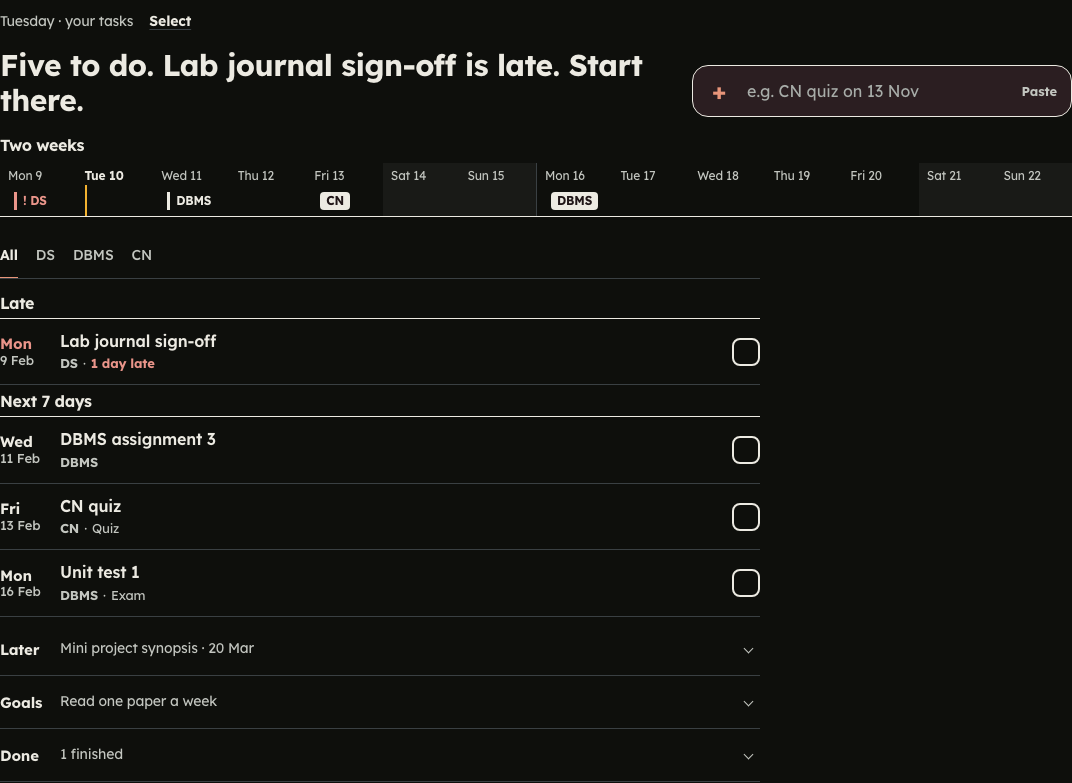 Tuesday · your tasks Select
Five to do. Lab journal sign-off is late. Start
there.
+ e.g. CN quiz on 13 Nov Paste
Two weeks
Mon 9 Tue 10 Wed 11 Thu 12 Fri 13 Sat 14 Sun 15 Mon 16 Tue 17 Wed 18 Thu 19 Fri 20 Sat 21 Sun 22
! DS DBMS CN DBMS
All DS DBMS CN
Late
Mon Lab journal sign-off
9 Feb DS · 1 day late
Next 7 days
Wed DBMS assignment 3
11 Feb DBMS
Fri CN quiz
13 Feb CN · Quiz
Mon Unit test 1
16 Feb DBMS · Exam
Later Mini project synopsis · 20 Mar
Goals Read one paper a week
Done 1 finished